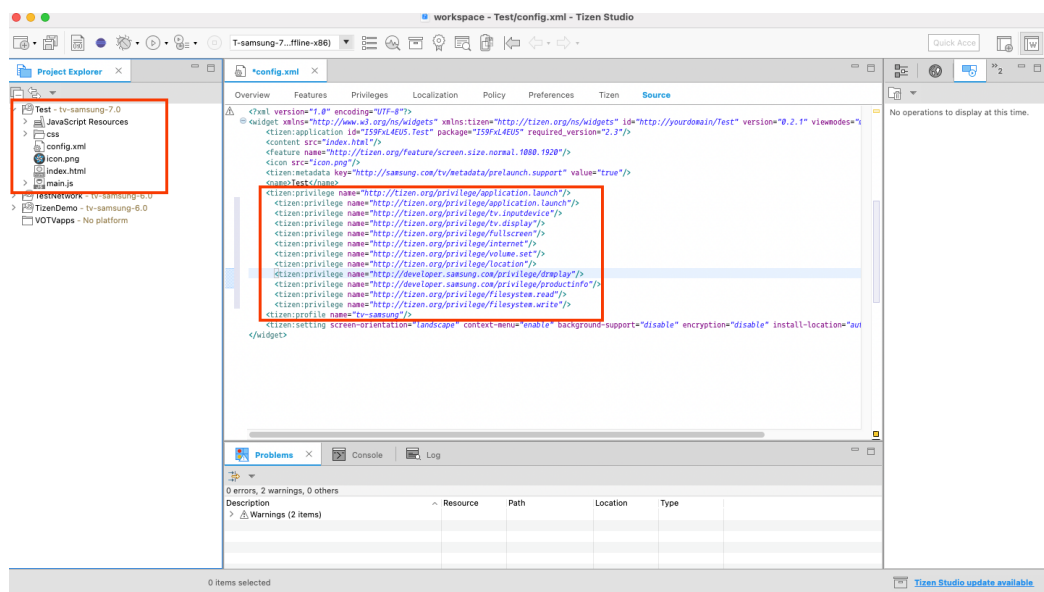 workspace - Test/config.xml - Tizen Studio
T-samsung-7...ffline-x86)
Quick Acce
Project Explorer
Test - tv-samsung-7.0
JavaScript Resources
css
config.xml
icon.png
index.html
main.js
TestNetwork - tv-samsung-6.0
TizenDemo - tv-samsung-6.0
VOTVapps - No platform
*config.xml
Overview Features Privileges Localization Policy Preferences Tizen Source
<?xml version="1.0" encoding="UTF-8"?>
<widget xmlns="http://www.w3.org/ns/widgets" xmlns:tizen="http://tizen.org/ns/widgets" id="http://yourdomain/Test" version="0.2.1" viewmodes="
<tizen:application id="I59FxL4EUS.Test" package="I59FxL4EUS" required_version="2.3"/>
<content src="index.html"/>
<feature name="http://tizen.org/feature/screen.size.normal.1080.1920"/>
<icon src="icon.png"/>
<tizen:metadata key="http://samsung.com/tv/metadata/prelaunch.support" value="true"/>
<name>Test</name>
<tizen:privilege name="http://tizen.org/privilege/application.launch"/>
<tizen:privilege name="http://tizen.org/privilege/application.launch"/>
<tizen:privilege name="http://tizen.org/privilege/tv.inputdevice"/>
<tizen:privilege name="http://tizen.org/privilege/tv.display"/>
<tizen:privilege name="http://tizen.org/privilege/fullscreen"/>
<tizen:privilege name="http://tizen.org/privilege/internet"/>
<tizen:privilege name="http://tizen.org/privilege/volume.set"/>
<tizen:privilege name="http://tizen.org/privilege/location"/>
<tizen:privilege name="http://developer.samsung.com/privilege/drmplay"/>
<tizen:privilege name="http://developer.samsung.com/privilege/productinfo"/>
<tizen:privilege name="http://tizen.org/privilege/filesystem.read"/>
<tizen:privilege name="http://tizen.org/privilege/filesystem.write"/>
<tizen:profile name="tv-samsung"/>
<tizen:setting screen-orientation="landscape" context-menu="enable" background-support="disable" encryption="disable" install-location="au
</widget>
2
No operations to display at this time.
Problems Console Log
0 errors, 2 warnings, 0 others
Description Resource Path Location Type
Warnings (2 items)
0 items selected
Tizen Studio update available